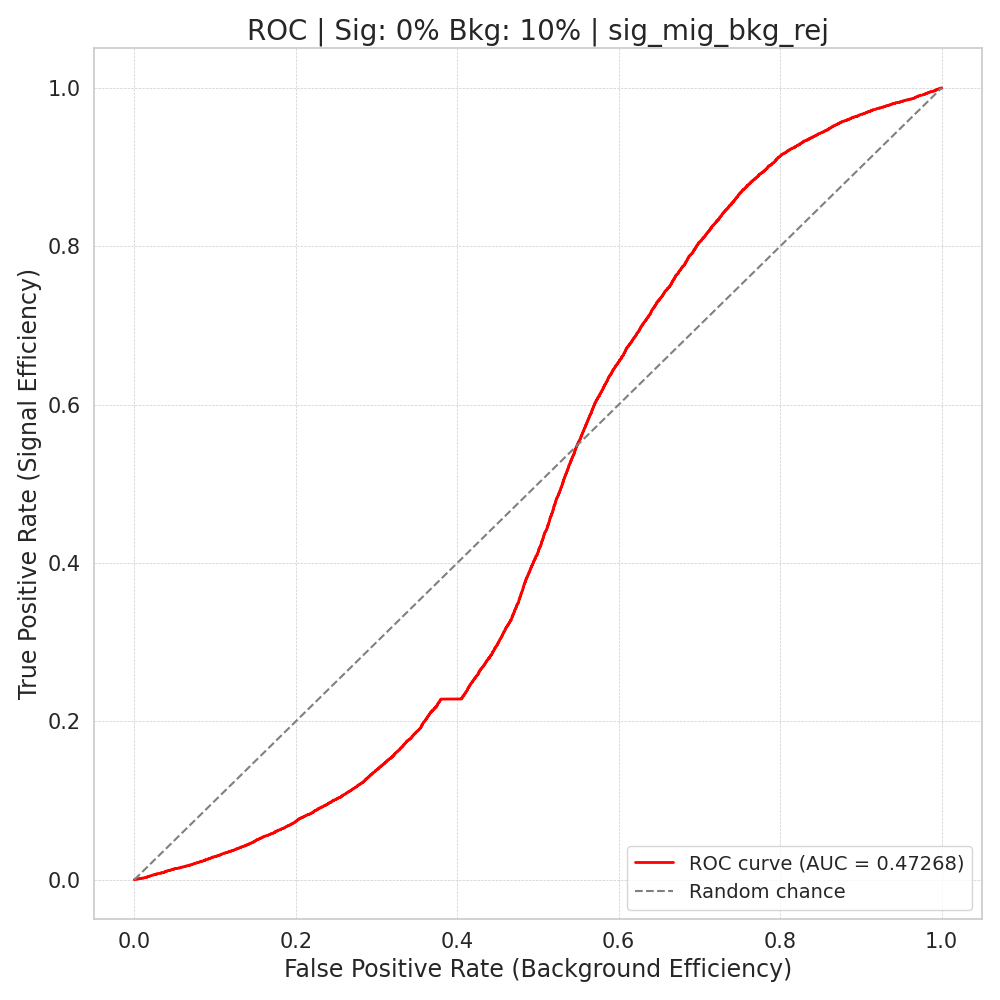 ROC | Sig: 0% Bkg: 10% | sig_mig_bkg_rej
True Positive Rate (Signal Efficiency)
1.0
0.8
0.6
0.4
0.2
0.0
ROC curve (AUC = 0.47268)
Random chance
0.0 0.2 0.4 0.6 0.8 1.0
False Positive Rate (Background Efficiency)